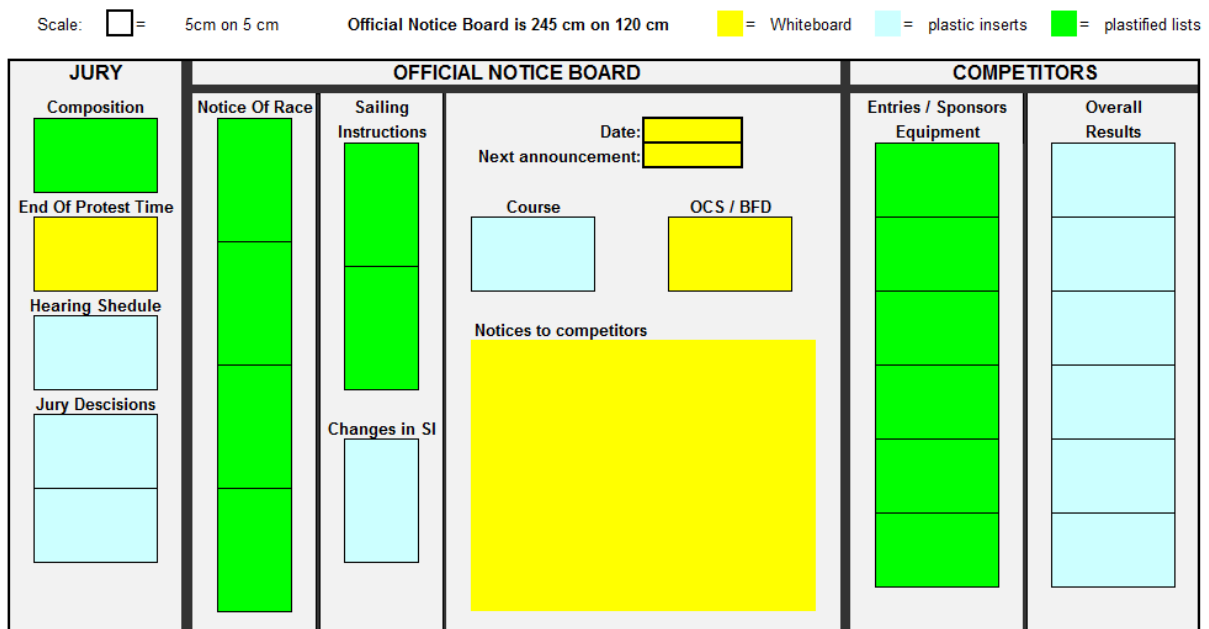 Scale: = 5cm on 5 cm Official Notice Board is 245 cm on 120 cm = Whiteboard = plastic inserts = plastified lists
JURY
Composition
End Of Protest Time
Hearing Shedule
Jury Descisions
OFFICIAL NOTICE BOARD
Notice Of Race
Sailing
Instructions
Changes in SI
Date:
Next announcement:
Course
OCS / BFD
Notices to competitors
COMPETITORS
Entries / Sponsors
Equipment
Overall
Results